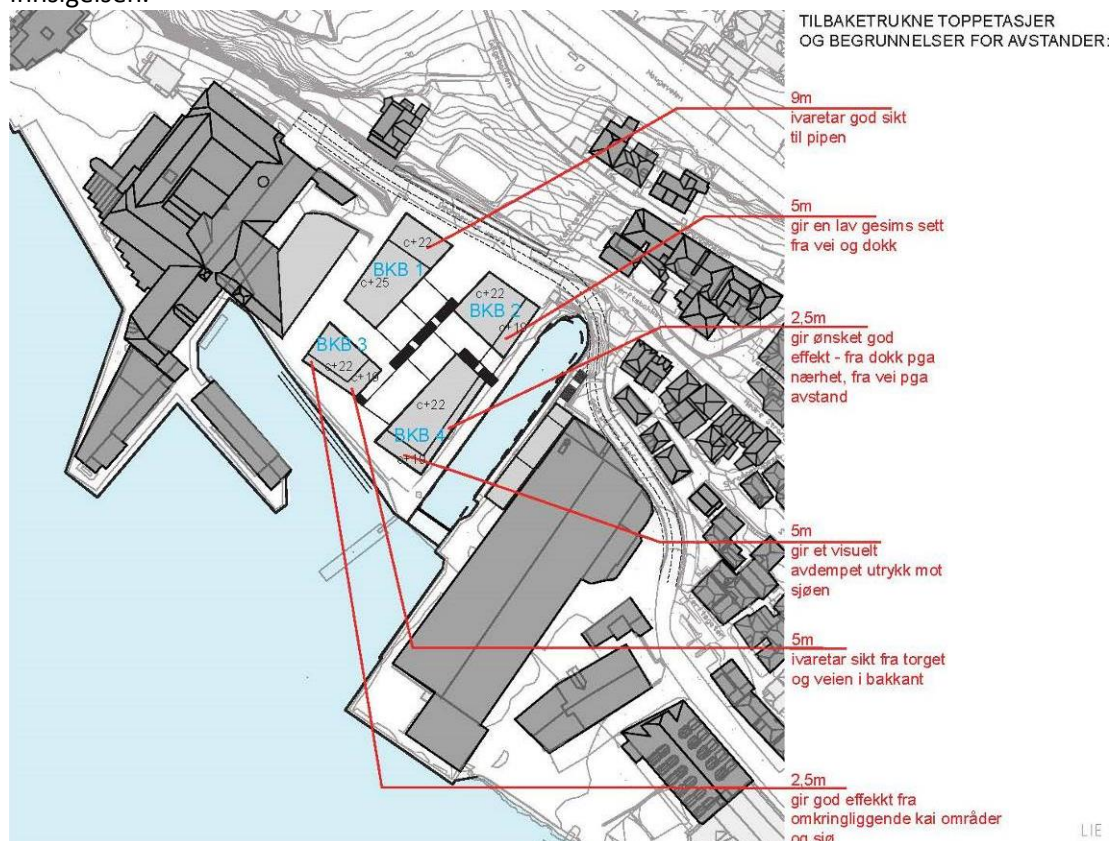 innsigelsen.
TILBAKETRUKNE TOPPETASJER
OG BEGRUNNELSER FOR AVSTANDER:
9m
ivaretar god sikt
til pipen
5m
gir en lav gesims sett
fra vei og dokk
2,5m
gir ønsket god
effekt - fra dokk pga
nærhet, fra vei pga
avstand
5m
gir et visuelt
avdempet utrykk mot
sjøen
5m
ivaretar sikt fra torget
og veien i bakkant
2,5m
gir god effekkt fra
omkringliggende kai områder
og sjø
c+22
BKB 1
c+25
c+22
BKB 2
c+19
BKB 3
c+22
c+19
c+22
BKB 4
c+19
LIE